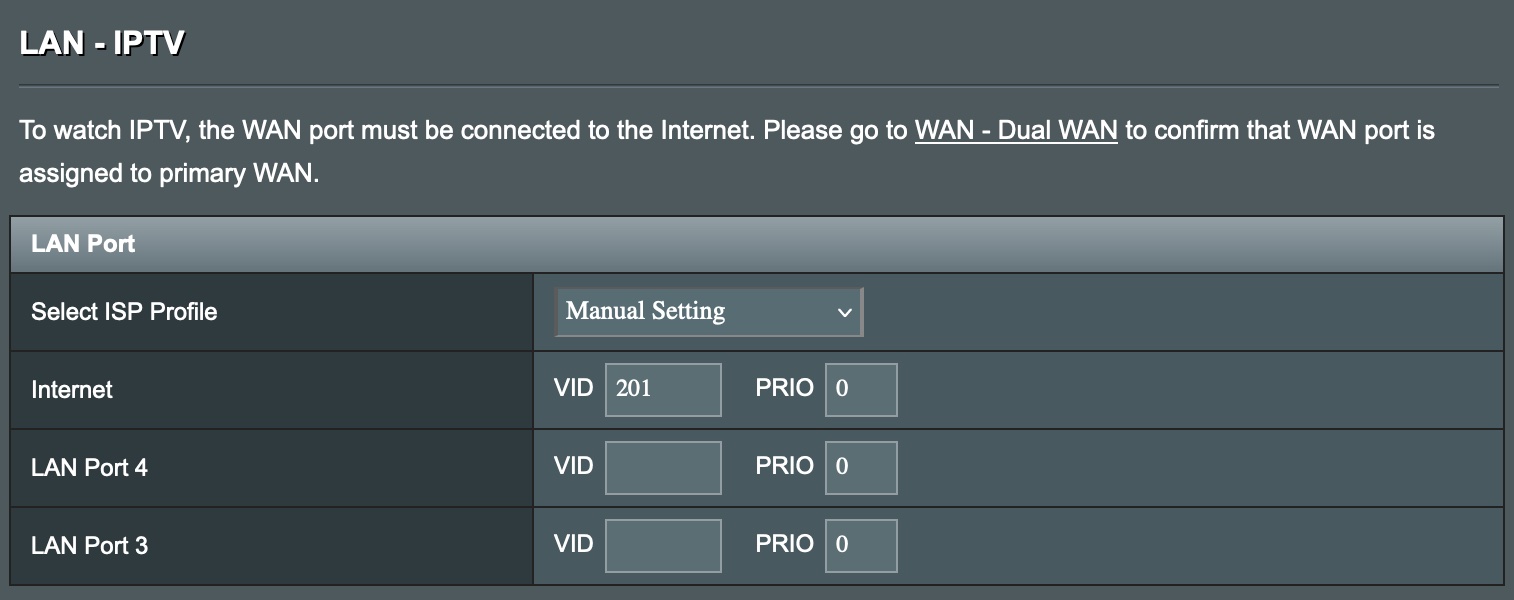 LAN - IPTV
To watch IPTV, the WAN port must be connected to the Internet. Please go to WAN - Dual WAN to confirm that WAN port is
assigned to primary WAN.
LAN Port
Select ISP Profile Manual Setting
Internet VID 201 PRIO 0
LAN Port 4 VID PRIO 0
LAN Port 3 VID PRIO 0